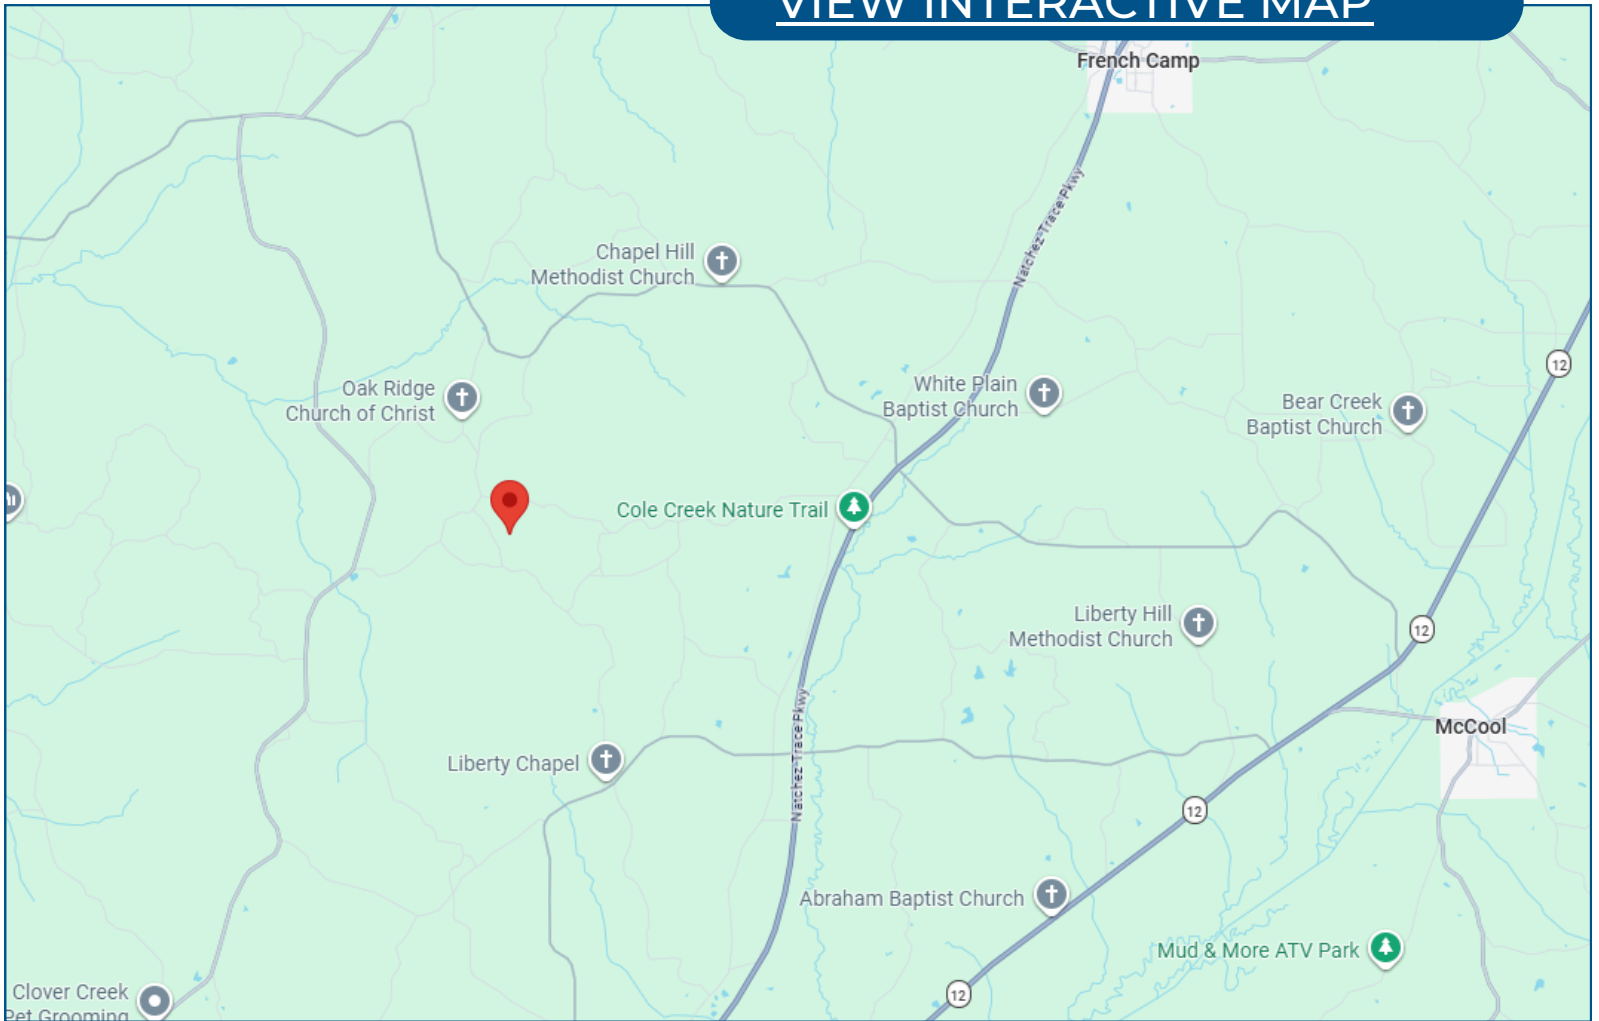 VIEW INTERACTIVE MAP
French Camp
Natchez Trace Pkwy
Chapel Hill
Methodist Church
12
Oak Ridge
Church of Christ
White Plain
Baptist Church
Bear Creek
Baptist Church
Cole Creek Nature Trail
Liberty Hill
Methodist Church
12
Natchez Trace Pkwy
McCool
Liberty Chapel
12
Abraham Baptist Church
Mud & More ATV Park
Clover Creek
Pet Grooming
12